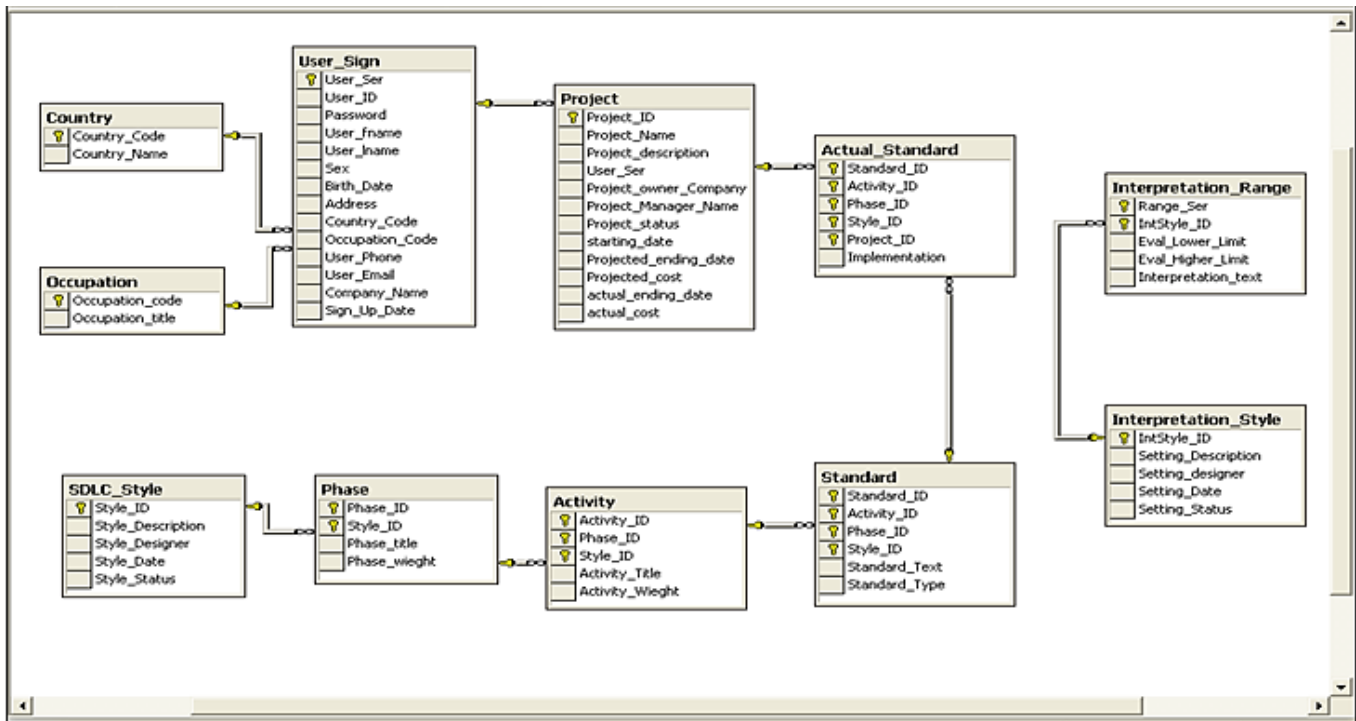 Country
Country_Code
Country_Name
Occupation
Occupation_code
Occupation_title
User_Sign
User_Ser
User_ID
Password
User_fname
User_lname
Sex
Birth_Date
Address
Country_Code
Occupation_Code
User_Phone
User_Email
Company_Name
Sign_Up_Date
Project
Project_ID
Project_Name
Project_description
User_Ser
Project_owner_Company
Project_Manager_Name
Project_status
starting_date
Projected_ending_date
Projected_cost
actual_ending_date
actual_cost
Actual_Standard
Standard_ID
Activity_ID
Phase_ID
Style_ID
Project_ID
Implementation
Interpretation_Range
Range_Ser
IntStyle_ID
Eval_Lower_Limit
Eval_Higher_Limit
Interpretation_text
SDLC_Style
Style_ID
Style_Description
Style_Designer
Style_Date
Style_Status
Phase
Phase_ID
Style_ID
Phase_title
Phase_wieght
Activity
Activity_ID
Phase_ID
Style_ID
Activity_Title
Activity_Wieght
Standard
Standard_ID
Activity_ID
Phase_ID
Style_ID
Standard_Text
Standard_Type
Interpretation_Style
IntStyle_ID
Setting_Description
Setting_designer
Setting_Date
Setting_Status